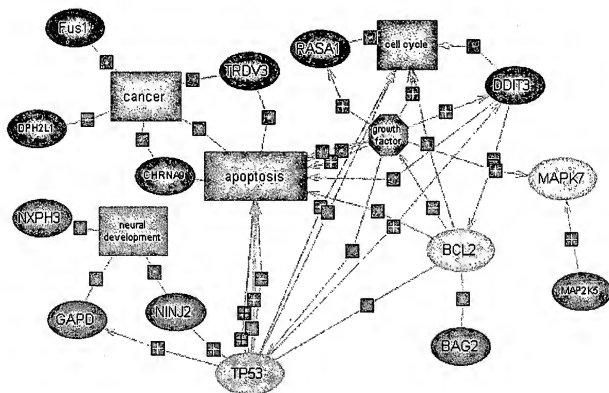 Fus1
RASA1
cell cycle
TRDV3
cancer
DDIT3
DPH2L1
growth
factor
CHRNA9
apoptosis
MAPK7
NXPH3
neural
development
BCL2
MAP2K5
GAPD
NINJ2
BAG2
TP53